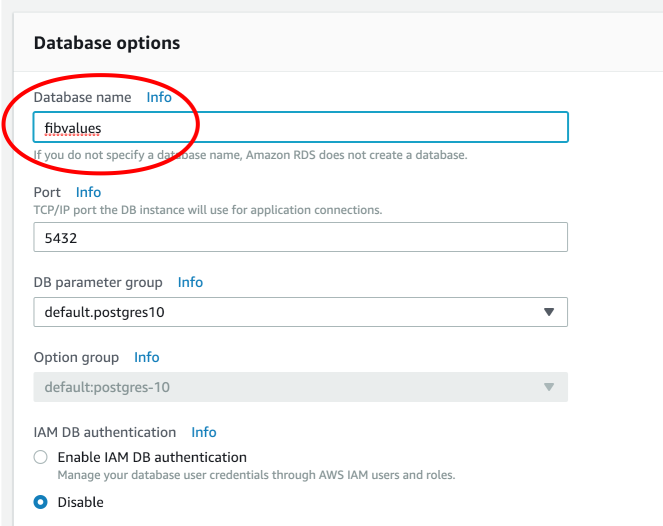 Database options
Database name Info
fibvalues
If you do not specify a database name, Amazon RDS does not create a database.
Port Info
TCP/IP port the DB instance will use for application connections.
5432
DB parameter group Info
default.postgres10
Option group Info
default:postgres-10
IAM DB authentication Info
Enable IAM DB authentication
Manage your database user credentials through AWS IAM users and roles.
Disable